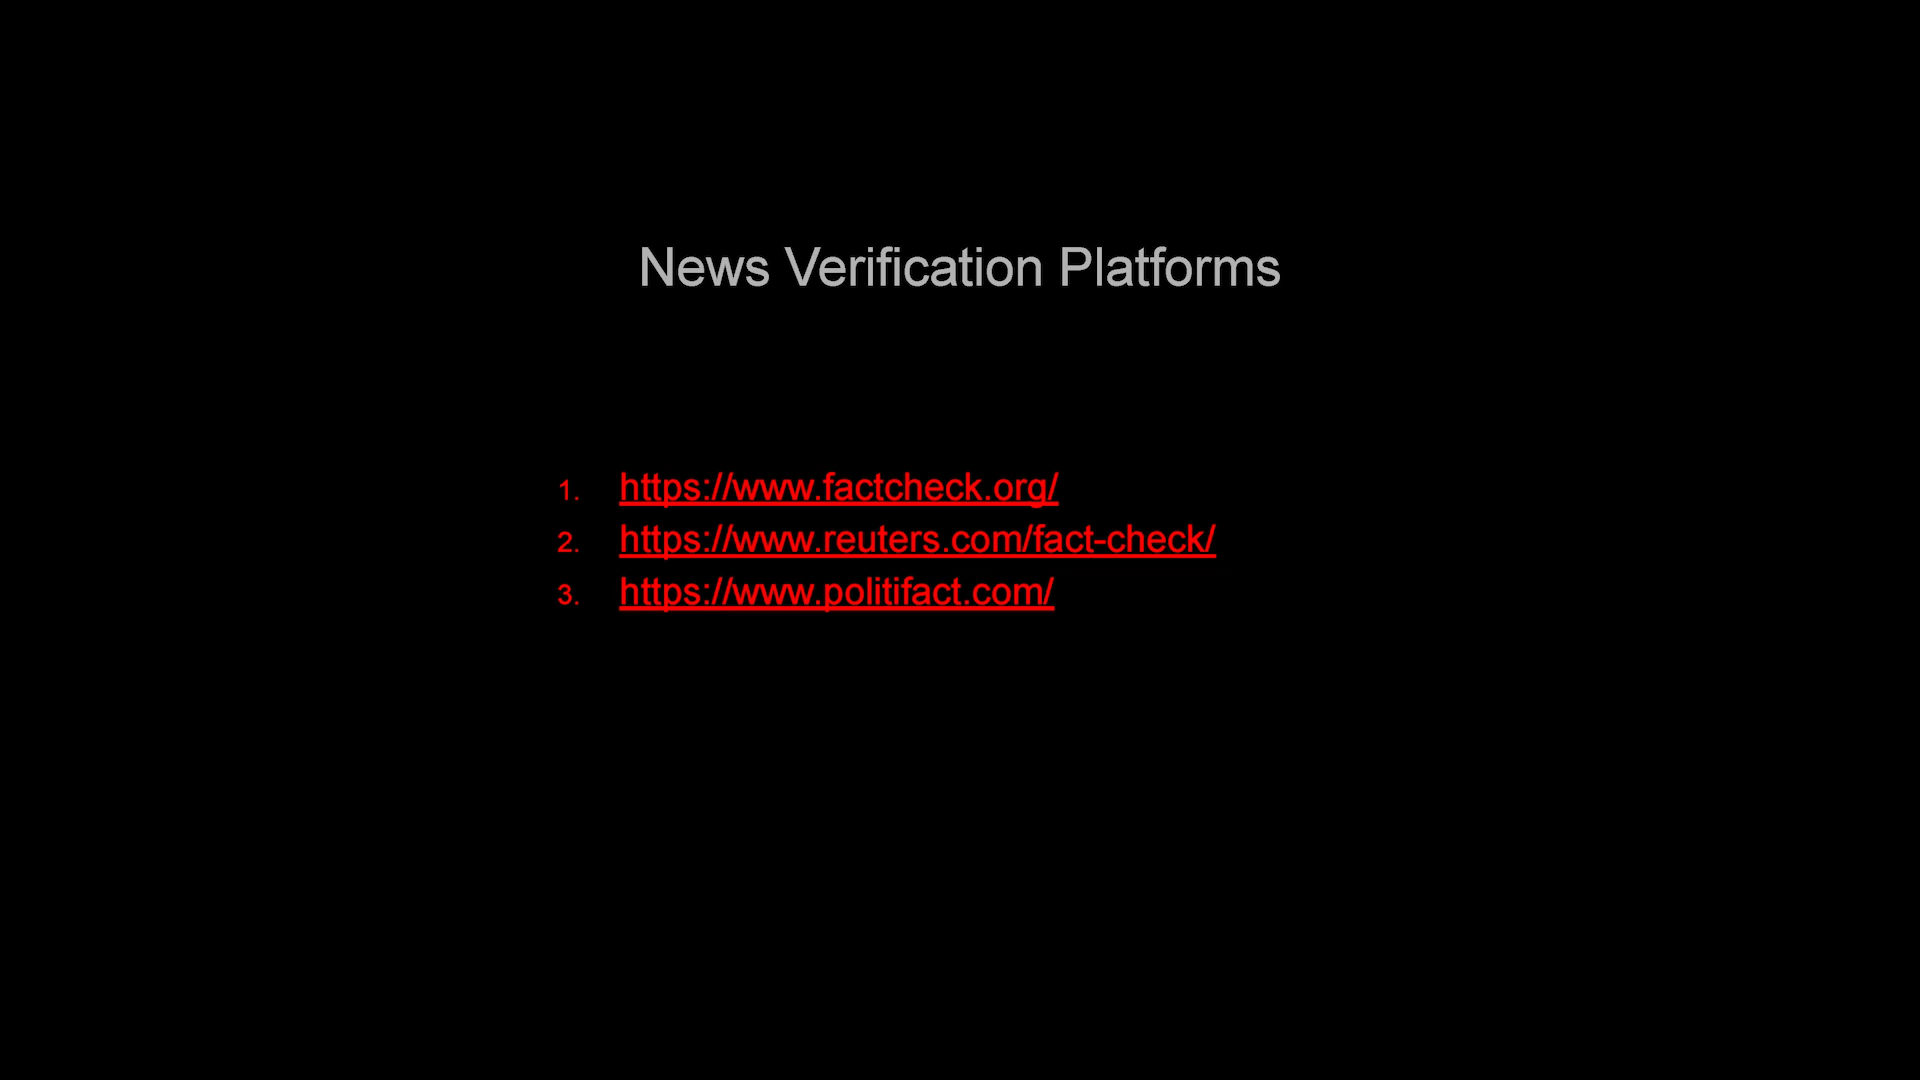 News Verification Platforms
1. https://www.factcheck.org/
2. https://www.reuters.com/fact-check/
3. https://www.politifact.com/